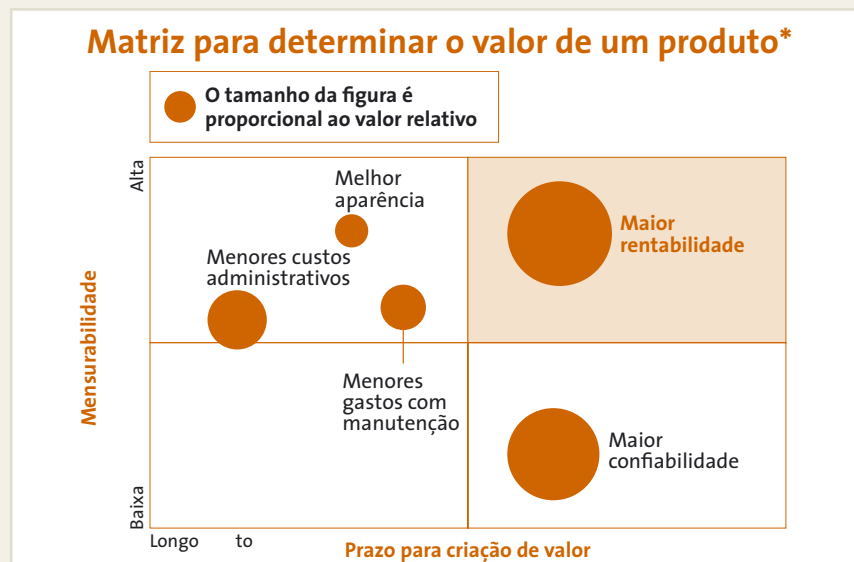 Matriz para determinar o valor de um produto*
O tamanho da figura é
proporcional ao valor relativo
Alta
Melhor
aparência
Maior
rentabilidade
Menores custos
administrativos
Mensurabilidade
Menores
gastos com
manutenção
Maior
confiabilidade
Baixa
Longo to
Prazo para criação de valor